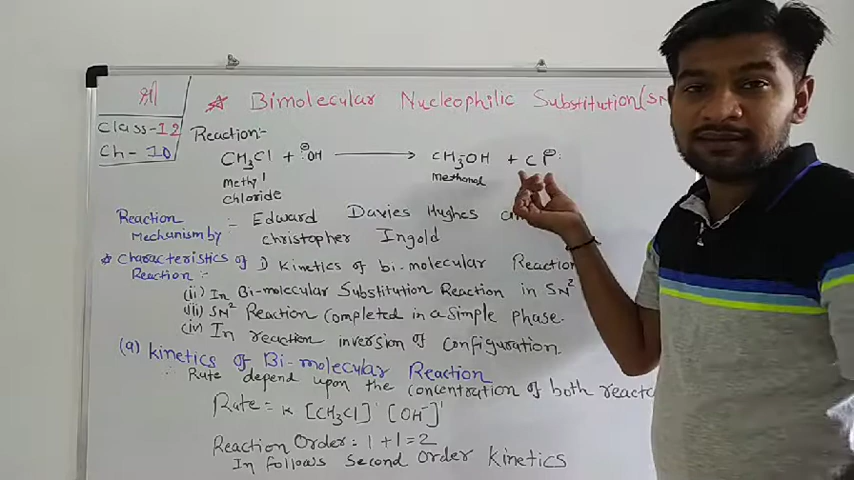 श्री
Class-12
Ch-10
☆ Bimolecular Nucleophilic Substitution (SN
Reaction:-
CH₃Cl + ⊖:OH ⟶ CH₃OH + Cl⊖:
Methyl chloride
Methanol
Reaction Mechanism by :- Edward Davies Hughes
christopher Ingold
* Characteristics of Reaction :- I) Kinetics of bi-molecular Reaction
(ii) In Bi-molecular Substitution Reaction in SN²
(iii) SN² Reaction Completed in a Simple phase.
(iv) In reaction inversion of configuration.
(a) Kinetics of Bi-molecular Reaction
Rate depend upon the concentration of both reacta
Rate = K [CH₃Cl]¹ [OH⁻]¹
Reaction Order = 1 + 1 = 2
In follows Second Order Kinetics